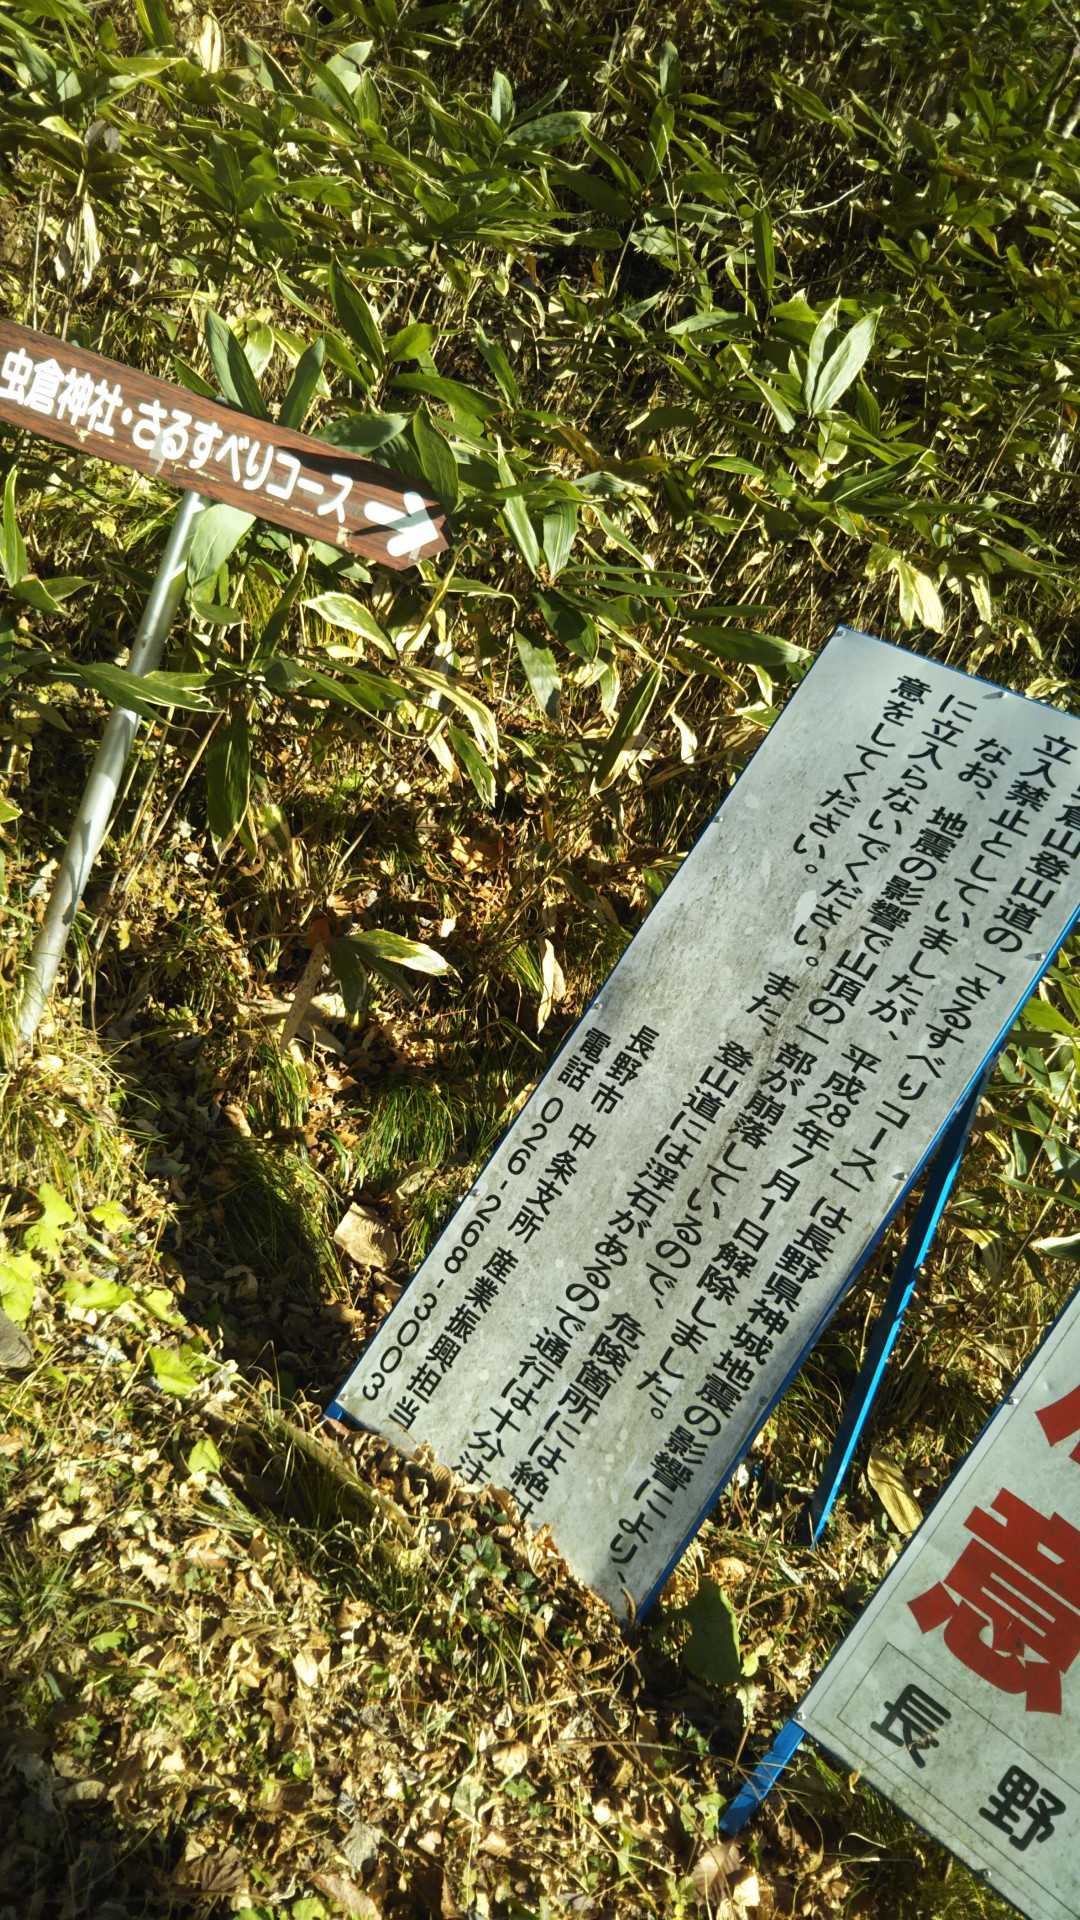 虫倉神社・さるすべりコース→
倉山登山道の「さるすべりコース」は長野県神城地震の影響により、
立入禁止としていましたが、平成28年7月1日解除しました。
なお、地震の影響で山頂の一部が崩落しているので、危険箇所には絶対
に立入らないでください。また、登山道には浮石があるので通行は十分注
意をしてください。
長野市 中条支所 産業振興担当
電話 026-268-3003
意
長野